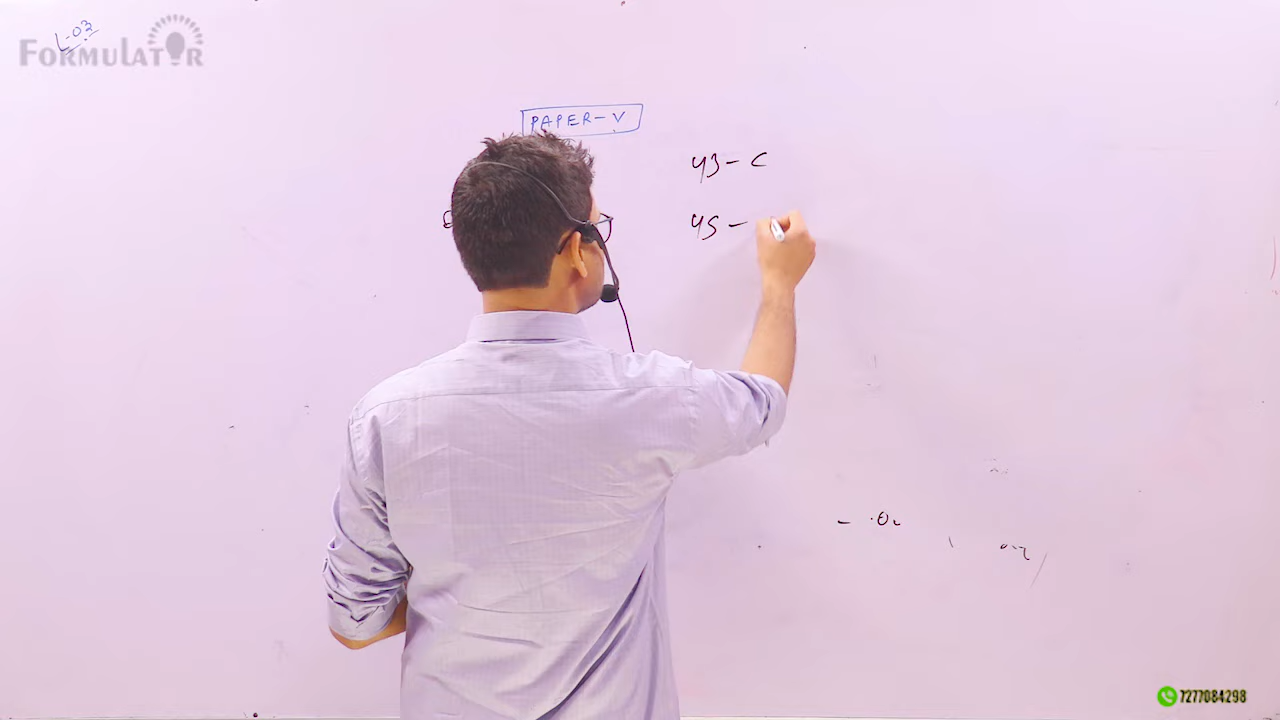 L-03
FORMULATOR
PAPER-V
43- C
45 -
7277084298